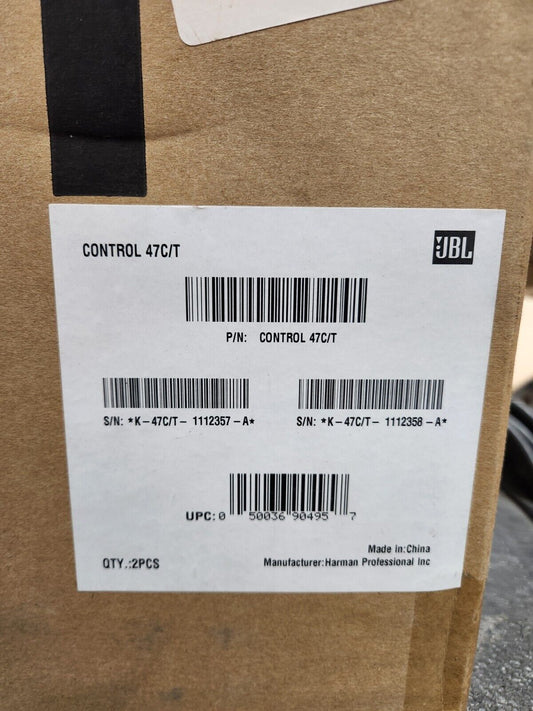 CONTROL 47C/T
JBL
P/N: CONTROL 47C/T
S/N: *K-47C/T- 1112357-A*
S/N: *K-47C/T- 1112358-A*
UPC:0 50036 90495 7
Made in:China
QTY.:2PCS
Manufacturer:Harman Professional Inc